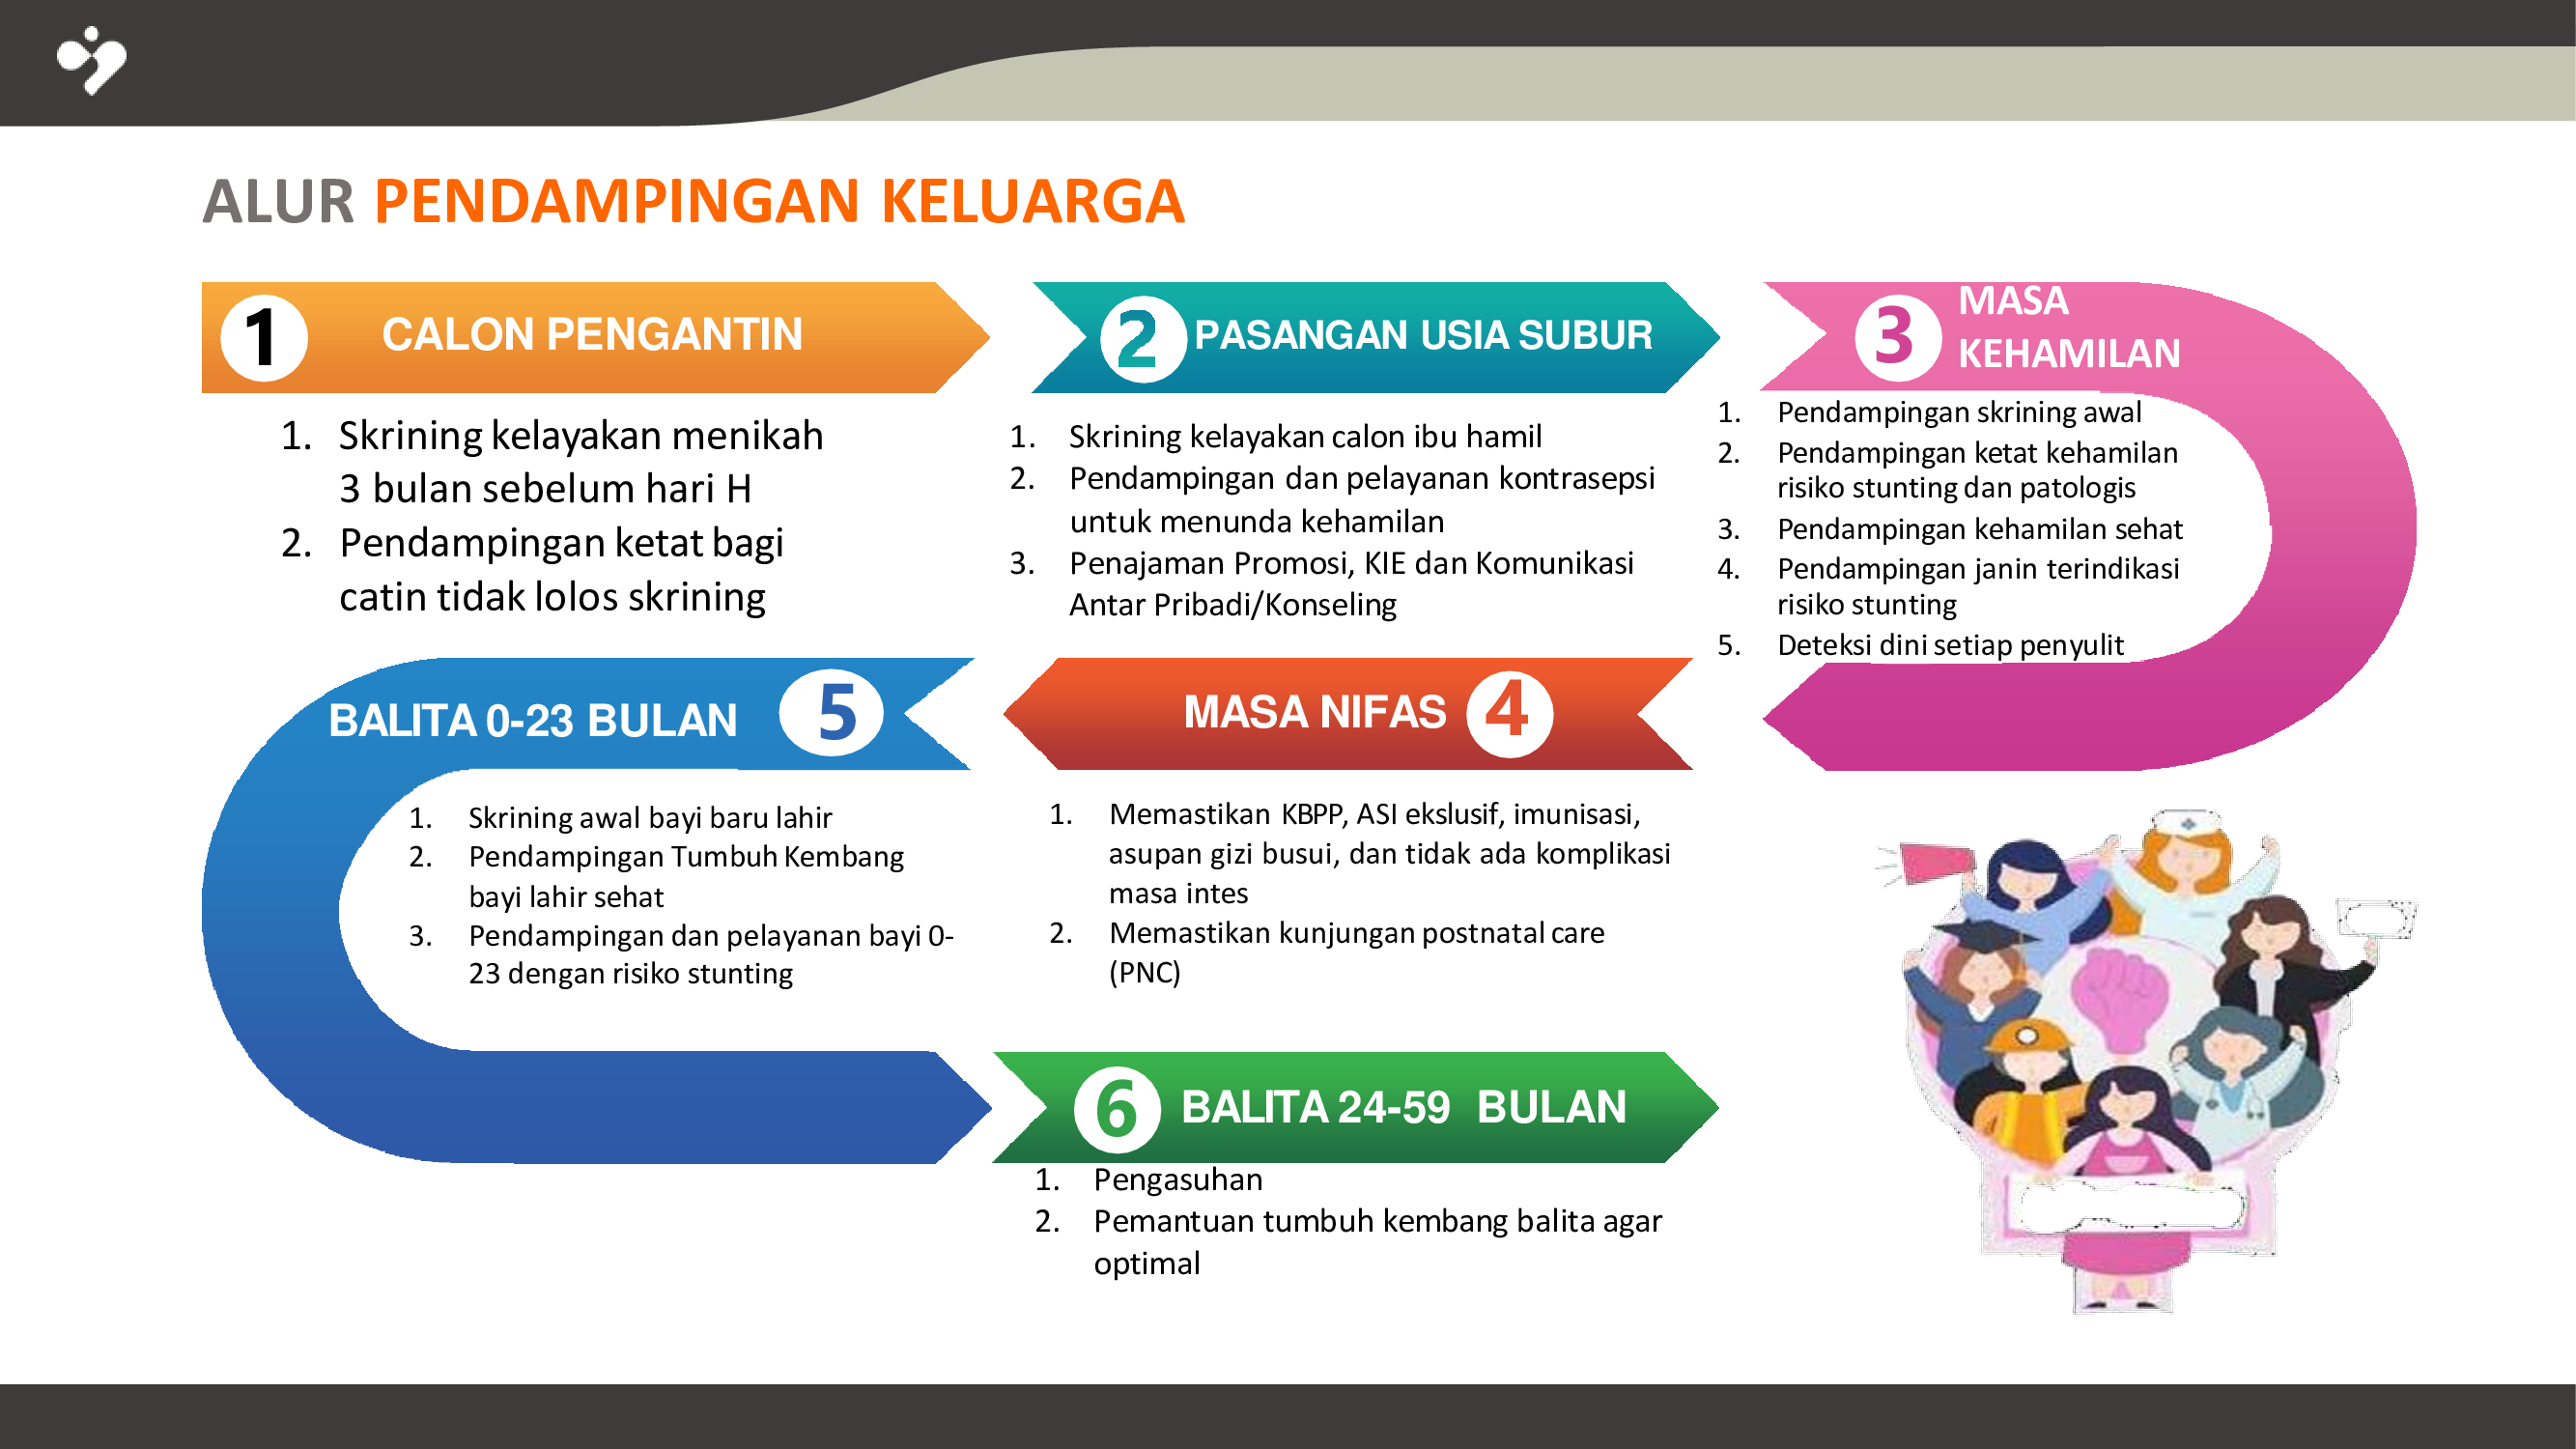 ALUR PENDAMPINGAN KELUARGA
1 CALON PENGANTIN
1. Skrining kelayakan menikah
3 bulan sebelum hari H
2. Pendampingan ketat bagi
catin tidak lolos skrining
2 PASANGAN USIA SUBUR
1. Skrining kelayakan calon ibu hamil
2. Pendampingan dan pelayanan kontrasepsi
untuk menunda kehamilan
3. Penajaman Promosi, KIE dan Komunikasi
Antar Pribadi/Konseling
3 MASA
KEHAMILAN
1. Pendampingan skrining awal
2. Pendampingan ketat kehamilan
risiko stunting dan patologis
3. Pendampingan kehamilan sehat
4. Pendampingan janin terindikasi
risiko stunting
5. Deteksi dini setiap penyulit
MASA NIFAS 4
1. Memastikan KBPP, ASI ekslusif, imunisasi,
asupan gizi busui, dan tidak ada komplikasi
masa intes
2. Memastikan kunjungan postnatal care
(PNC)
BALITA 0-23 BULAN 5
1. Skrining awal bayi baru lahir
2. Pendampingan Tumbuh Kembang
bayi lahir sehat
3. Pendampingan dan pelayanan bayi 0-
23 dengan risiko stunting
6 BALITA 24-59 BULAN
1. Pengasuhan
2. Pemantuan tumbuh kembang balita agar
optimal